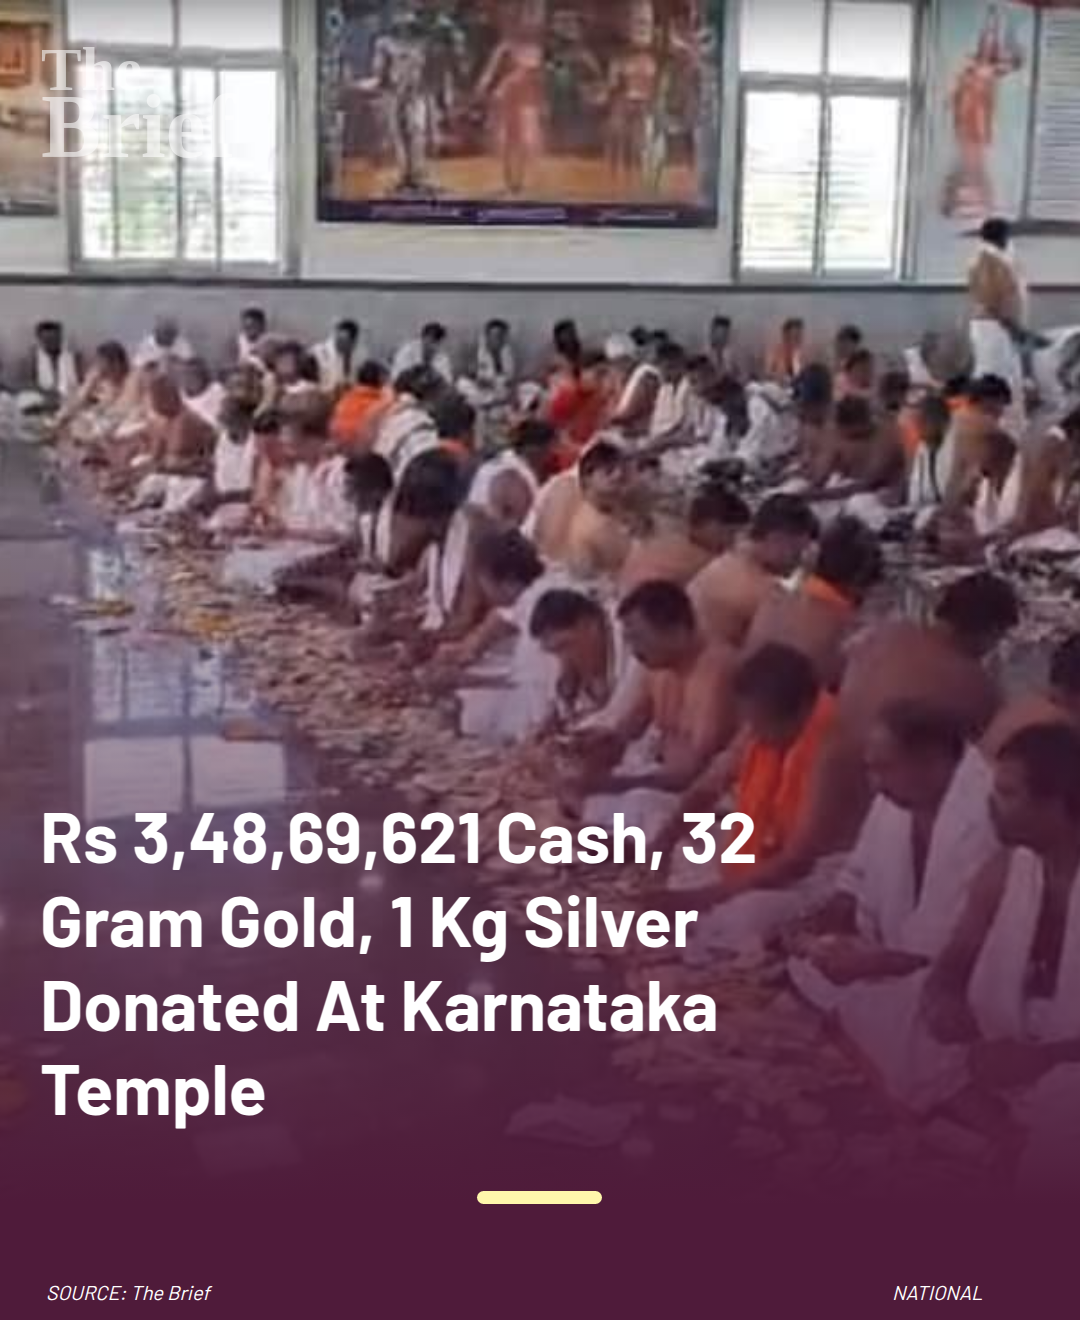 The
Brief
Rs 3,48,69,621 Cash, 32
Gram Gold, 1 Kg Silver
Donated At Karnataka
Temple
SOURCE: The Brief
NATIONAL